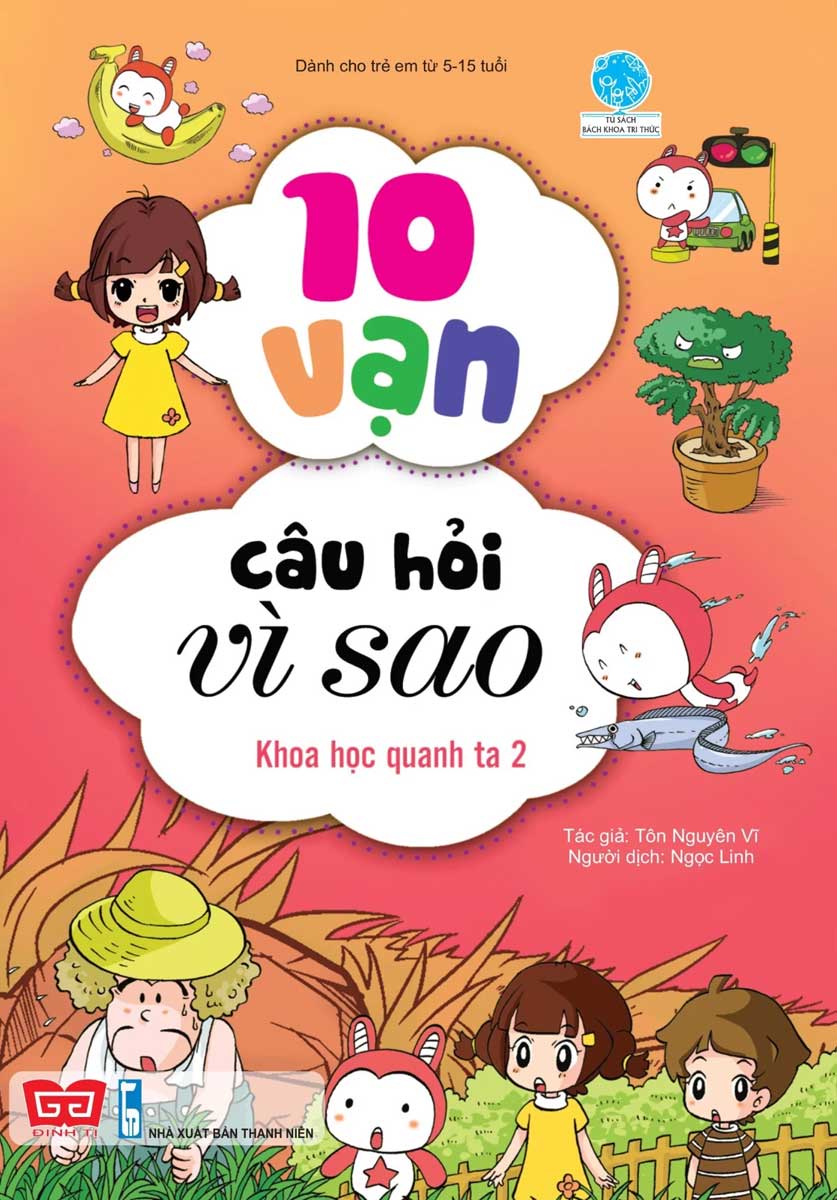 Dành cho trẻ em từ 5-15 tuổi
TỦ SÁCH
BÁCH KHOA TRI THỨC
10
vạn
câu hỏi
vì sao
Khoa học quanh ta 2
Tác giả: Tôn Nguyên Vĩ
Người dịch: Ngọc Linh
ĐINH TỊ
NHÀ XUẤT BẢN THANH NIÊN